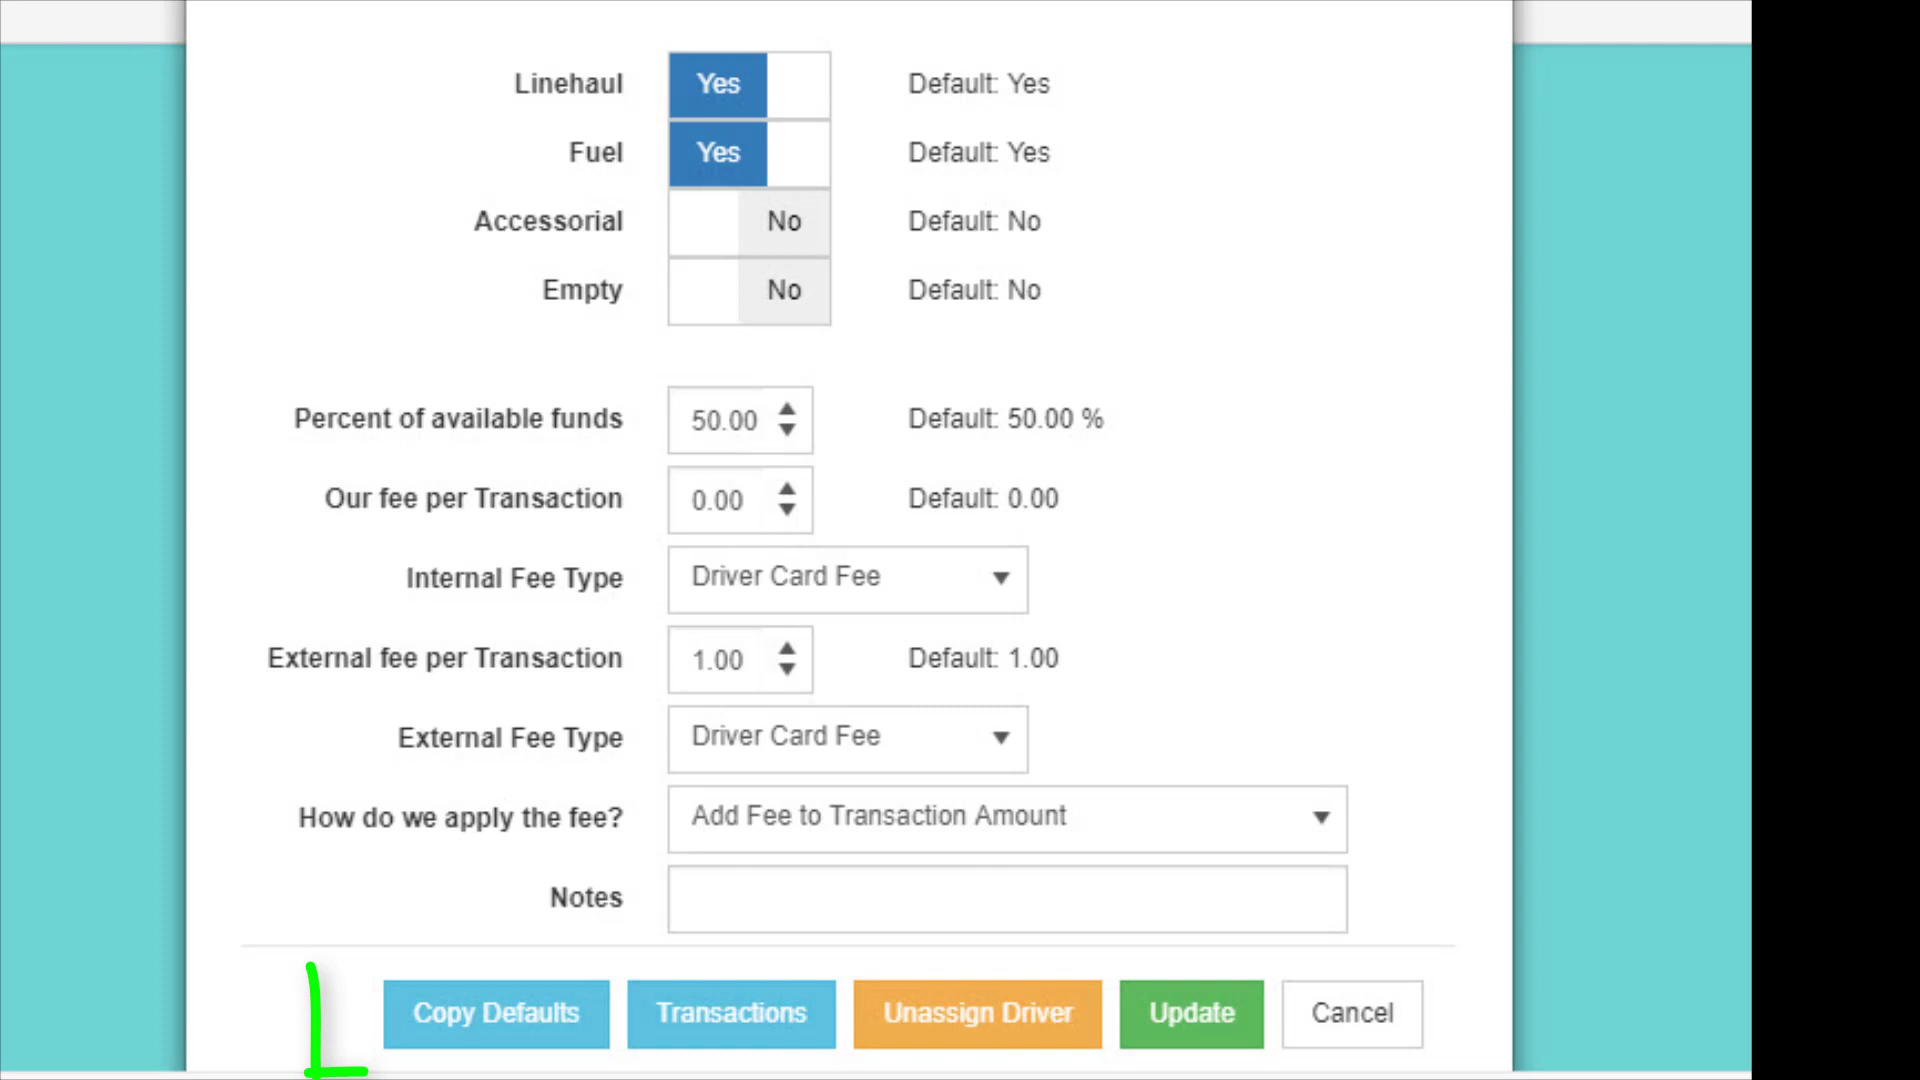 Linehaul Yes Default: Yes
Fuel Yes Default: Yes
Accessorial No Default: No
Empty No Default: No
Percent of available funds 50.00 Default: 50.00 %
Our fee per Transaction 0.00 Default: 0.00
Internal Fee Type Driver Card Fee
External fee per Transaction 1.00 Default: 1.00
External Fee Type Driver Card Fee
How do we apply the fee? Add Fee to Transaction Amount
Notes
Copy Defaults Transactions Unassign Driver Update Cancel